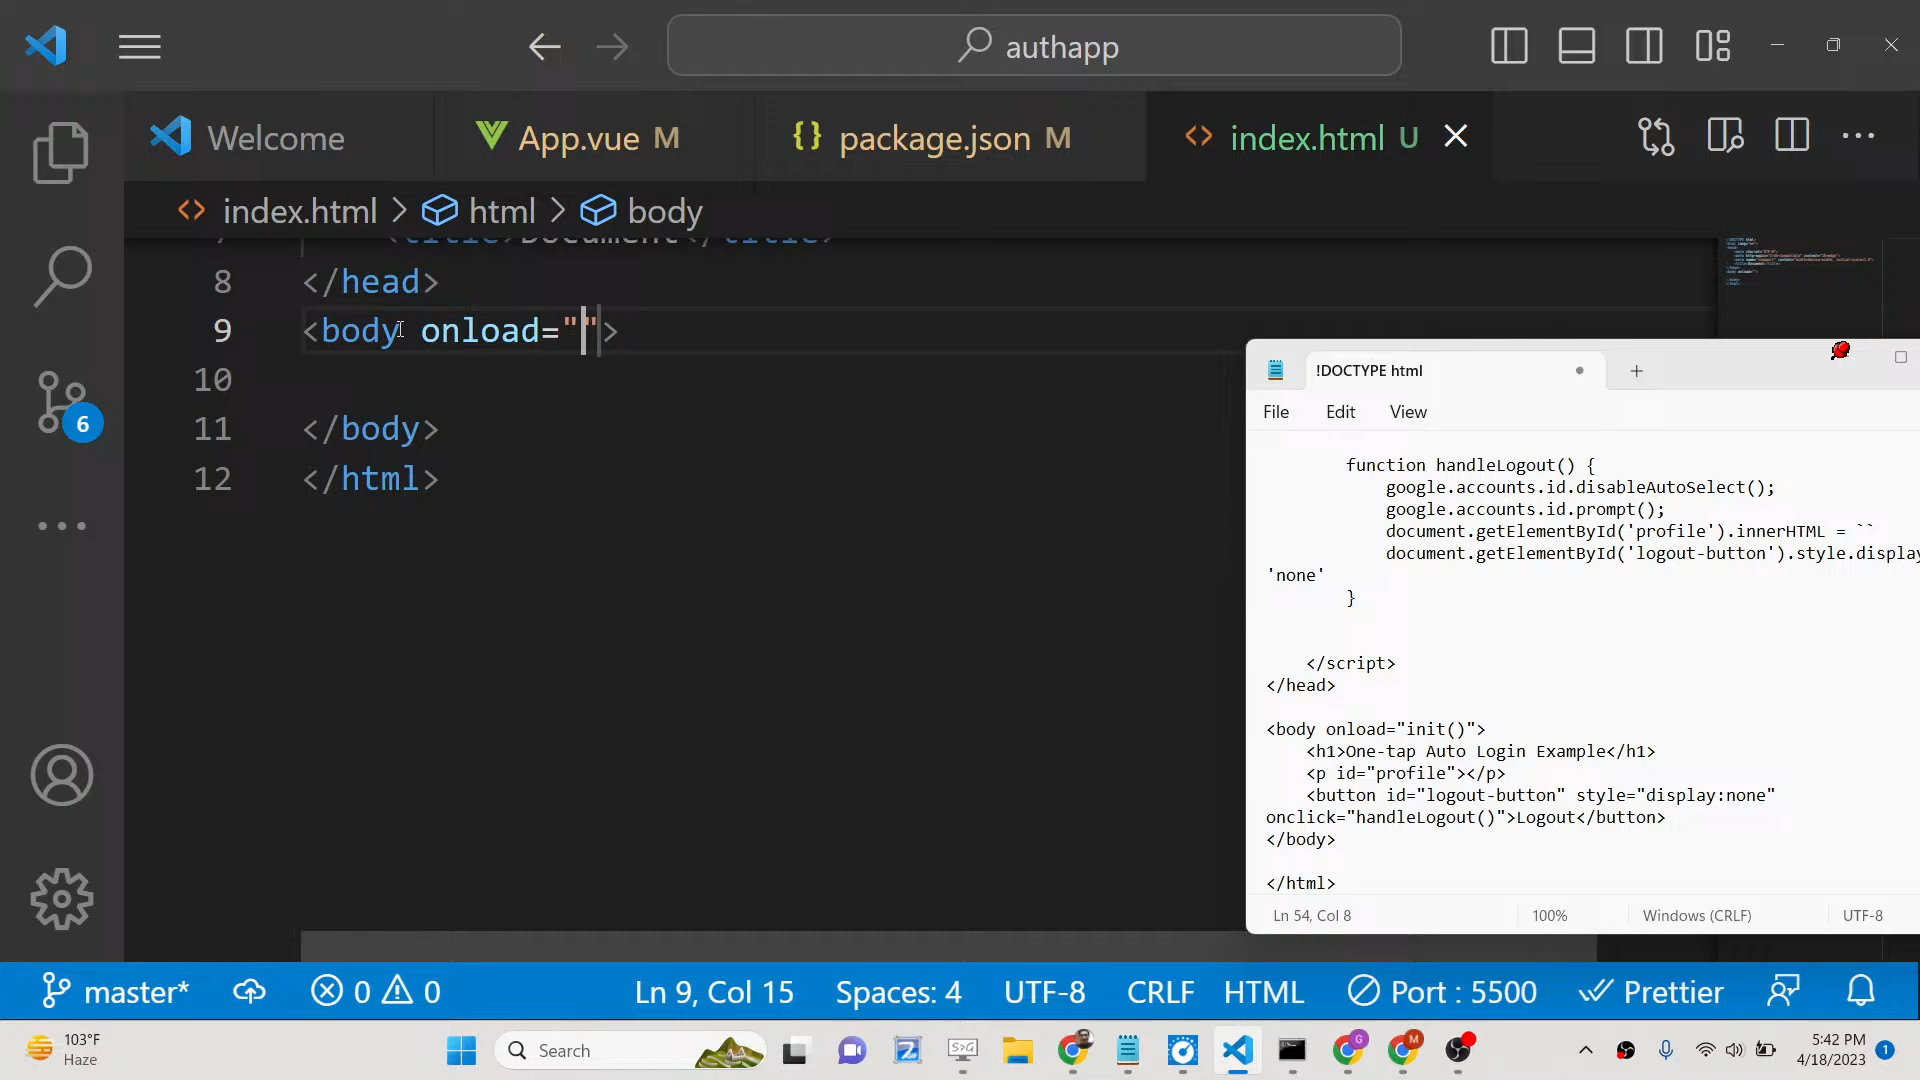 authapp
Welcome
App.vue M
package.json M
index.html U
index.html > html > body
<title>Document</title>
8 </head>
9 <body onload="">
10
11 </body>
12 </html>
6
!DOCTYPE html
File Edit View
function handleLogout() {
google.accounts.id.disableAutoSelect();
google.accounts.id.prompt();
document.getElementById('profile').innerHTML = ``
document.getElementById('logout-button').style.display
'none'
}
</script>
</head>
<body onload="init()">
<h1>One-tap Auto Login Example</h1>
<p id="profile"></p>
<button id="logout-button" style="display:none"
onclick="handleLogout()">Logout</button>
</body>
</html>
Ln 54, Col 8 100% Windows (CRLF) UTF-8
master* 0 0 Ln 9, Col 15 Spaces: 4 UTF-8 CRLF HTML Port : 5500 Prettier
103°F
Haze
Search
S>G
G
M
5:42 PM
4/18/2023
1